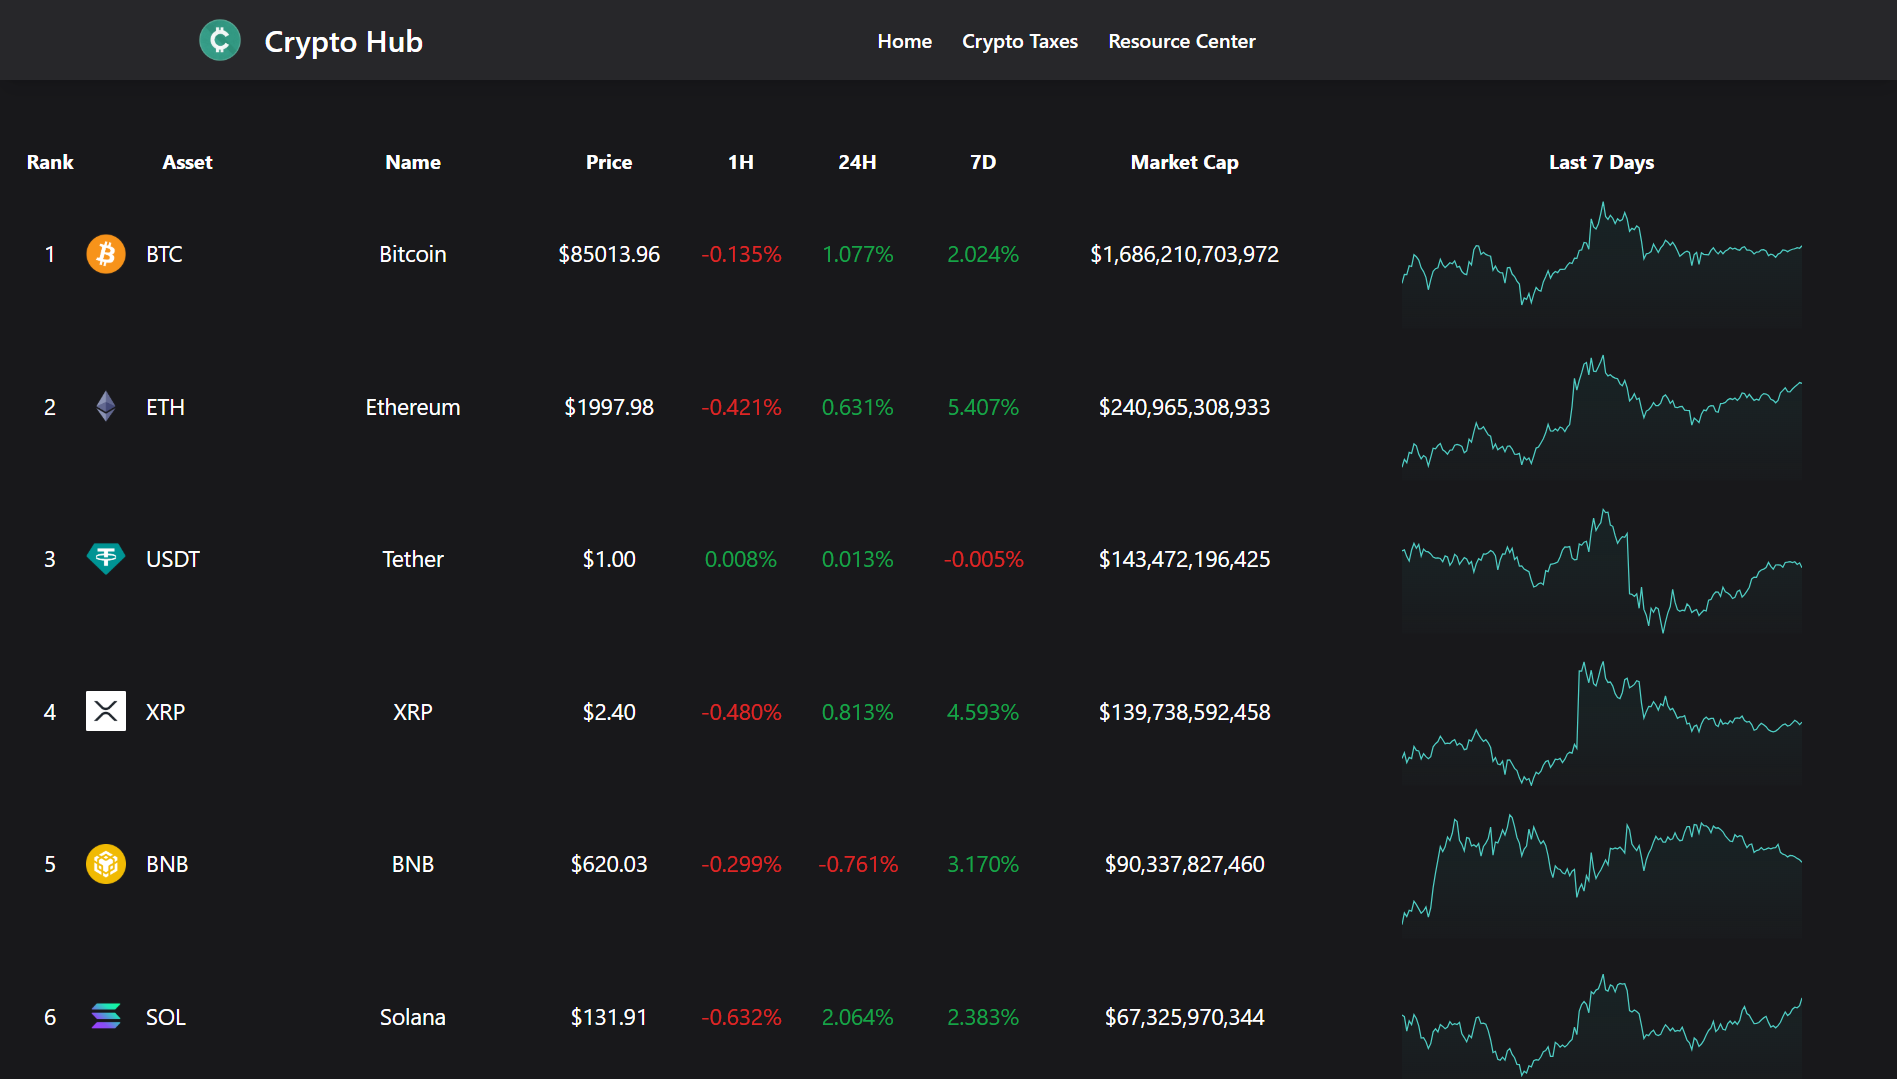 Crypto Hub Home Crypto Taxes Resource Center
Rank Asset Name Price 1H 24H 7D Market Cap Last 7 Days
1 BTC Bitcoin $85013.96 -0.135% 1.077% 2.024% $1,686,210,703,972
2 ETH Ethereum $1997.98 -0.421% 0.631% 5.407% $240,965,308,933
3 USDT Tether $1.00 0.008% 0.013% -0.005% $143,472,196,425
4 XRP XRP $2.40 -0.480% 0.813% 4.593% $139,738,592,458
5 BNB BNB $620.03 -0.299% -0.761% 3.170% $90,337,827,460
6 SOL Solana $131.91 -0.632% 2.064% 2.383% $67,325,970,344